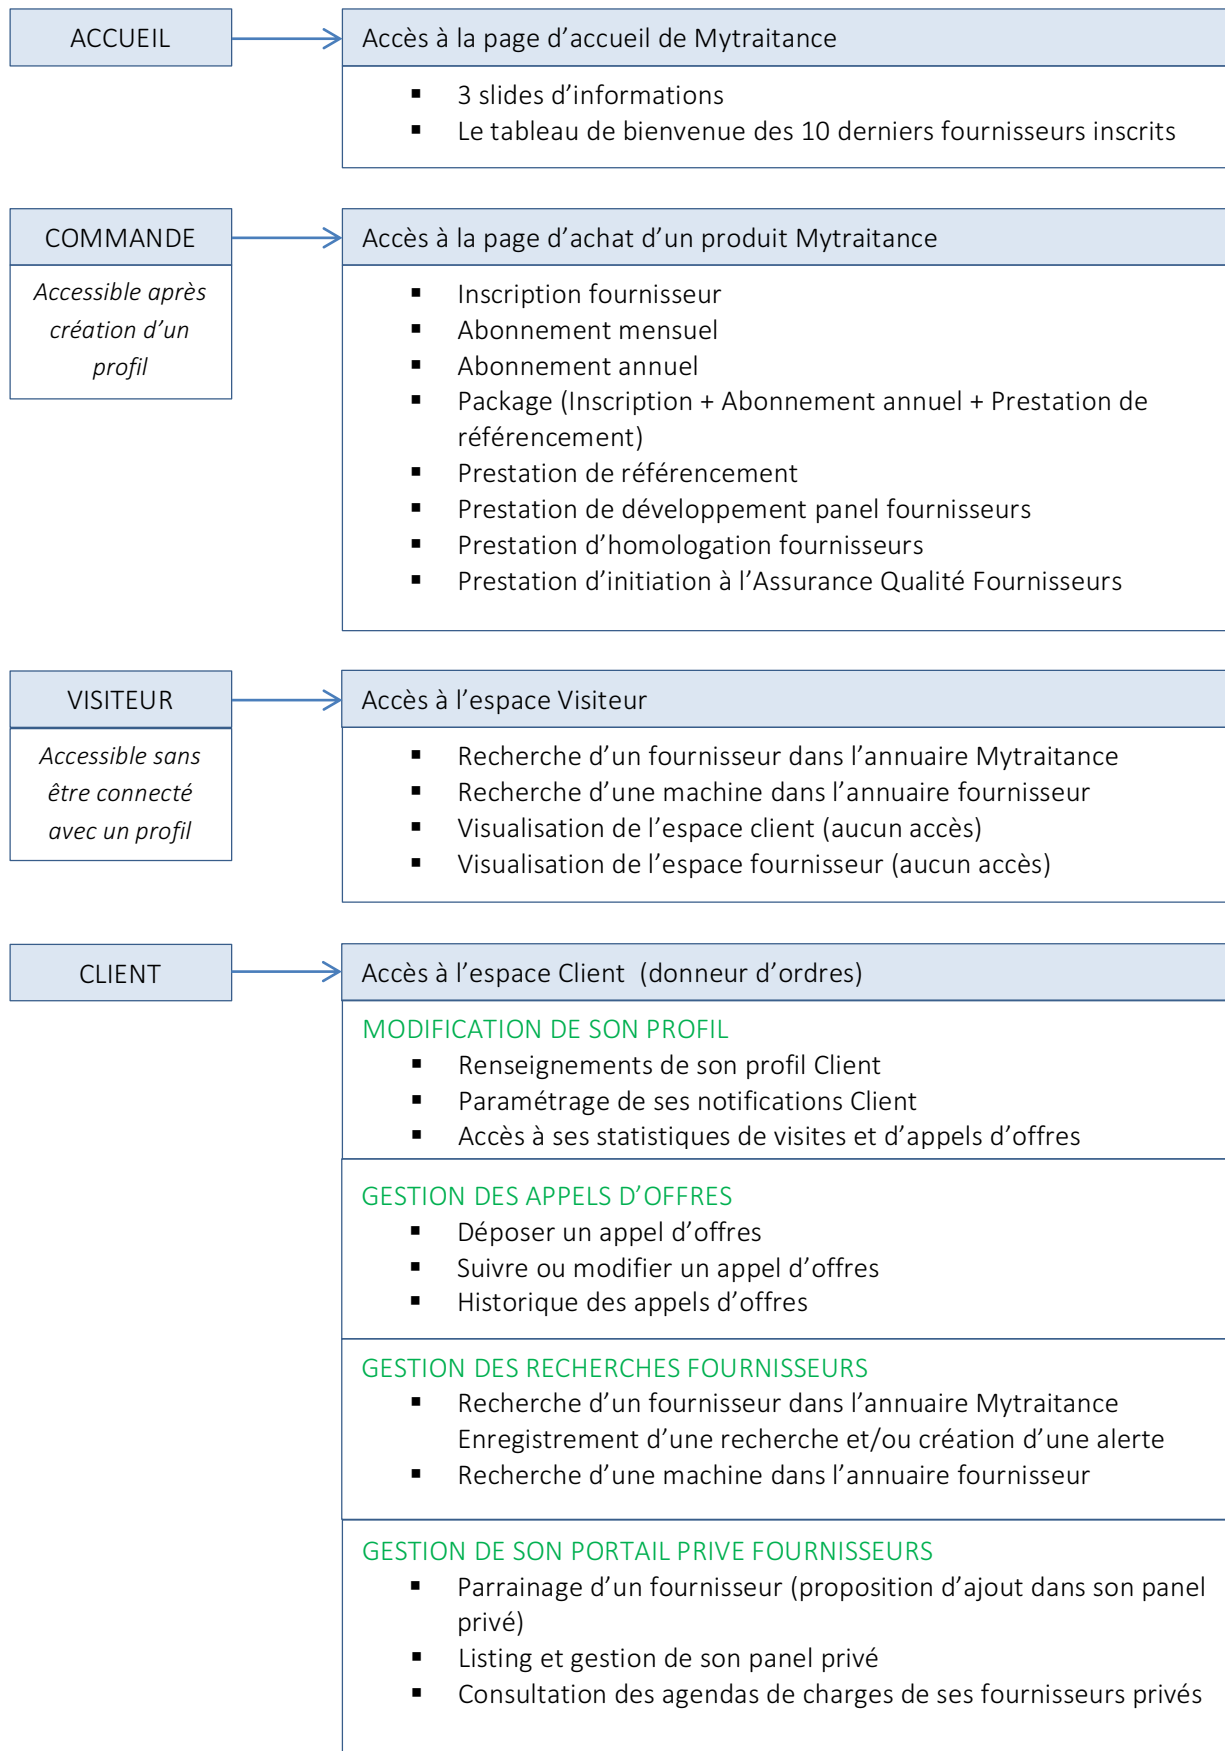 ACCUEIL
Accès à la page d’accueil de Mytraitance
▪ 3 slides d’informations
▪ Le tableau de bienvenue des 10 derniers fournisseurs inscrits
COMMANDE
Accessible après
création d’un
profil
Accès à la page d’achat d’un produit Mytraitance
▪ Inscription fournisseur
▪ Abonnement mensuel
▪ Abonnement annuel
▪ Package (Inscription + Abonnement annuel + Prestation de
référencement)
▪ Prestation de référencement
▪ Prestation de développement panel fournisseurs
▪ Prestation d’homologation fournisseurs
▪ Prestation d’initiation à l’Assurance Qualité Fournisseurs
VISITEUR
Accessible sans
être connecté
avec un profil
Accès à l’espace Visiteur
▪ Recherche d’un fournisseur dans l’annuaire Mytraitance
▪ Recherche d’une machine dans l’annuaire fournisseur
▪ Visualisation de l’espace client (aucun accès)
▪ Visualisation de l’espace fournisseur (aucun accès)
CLIENT
Accès à l’espace Client (donneur d’ordres)
MODIFICATION DE SON PROFIL
▪ Renseignements de son profil Client
▪ Paramétrage de ses notifications Client
▪ Accès à ses statistiques de visites et d’appels d’offres
GESTION DES APPELS D’OFFRES
▪ Déposer un appel d’offres
▪ Suivre ou modifier un appel d’offres
▪ Historique des appels d’offres
GESTION DES RECHERCHES FOURNISSEURS
▪ Recherche d’un fournisseur dans l’annuaire Mytraitance
Enregistrement d’une recherche et/ou création d’une alerte
▪ Recherche d’une machine dans l’annuaire fournisseur
GESTION DE SON PORTAIL PRIVE FOURNISSEURS
▪ Parrainage d’un fournisseur (proposition d’ajout dans son panel
privé)
▪ Listing et gestion de son panel privé
▪ Consultation des agendas de charges de ses fournisseurs privés